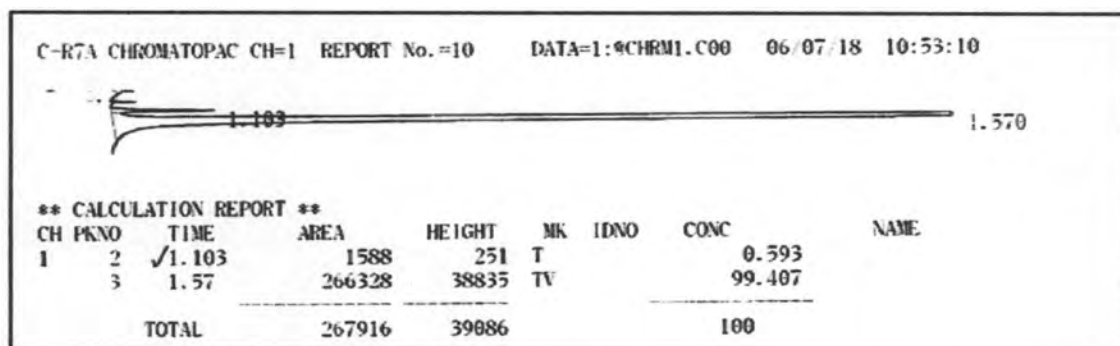 C-R7A CHROMATOPAC CH=1 REPORT No.=10 DATA=1:@CHRM1.C00 06/07/18 10:53:10
1.103
1.570
** CALCULATION REPORT **
CH PKNO TIME AREA HEIGHT MK IDNO CONC NAME
1 2 ✓1.103 1588 251 T 0.593
3 1.57 266328 38835 TV 99.407
TOTAL 267916 39086 100